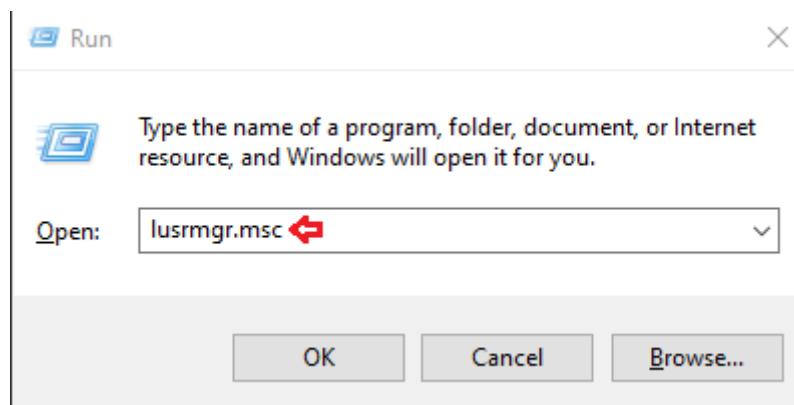 Run
Type the name of a program, folder, document, or Internet
resource, and Windows will open it for you.
Open: lusrmgr.msc
OK Cancel Browse...